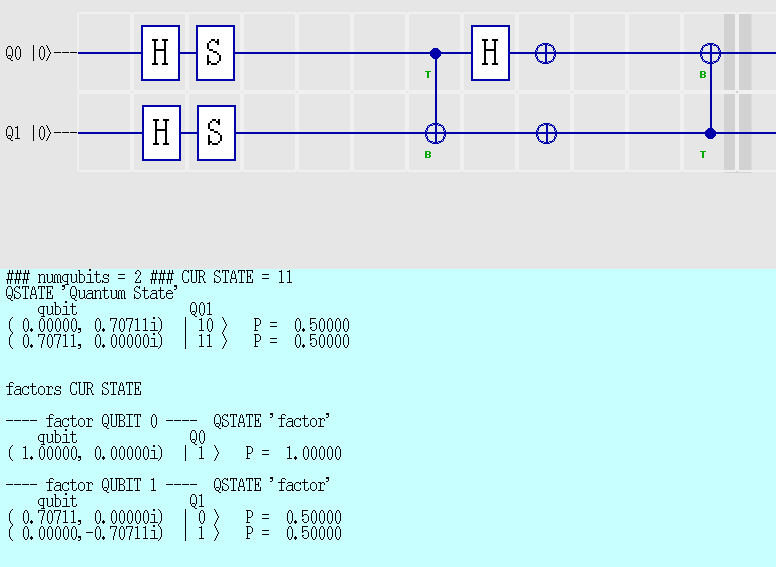 Q0 |0⟩---
H
S
T
H
B
Q1 |0⟩---
H
S
B
T
### numqubits = 2 ### CUR STATE = 11
QSTATE 'Quantum State'
qubit Q01
( 0.00000, 0.70711i) | 10 ⟩ P = 0.50000
( 0.70711, 0.00000i) | 11 ⟩ P = 0.50000
factors CUR STATE
---- factor QUBIT 0 ---- QSTATE 'factor'
qubit Q0
( 1.00000, 0.00000i) | 1 ⟩ P = 1.00000
---- factor QUBIT 1 ---- QSTATE 'factor'
qubit Q1
( 0.70711, 0.00000i) | 0 ⟩ P = 0.50000
( 0.00000,-0.70711i) | 1 ⟩ P = 0.50000